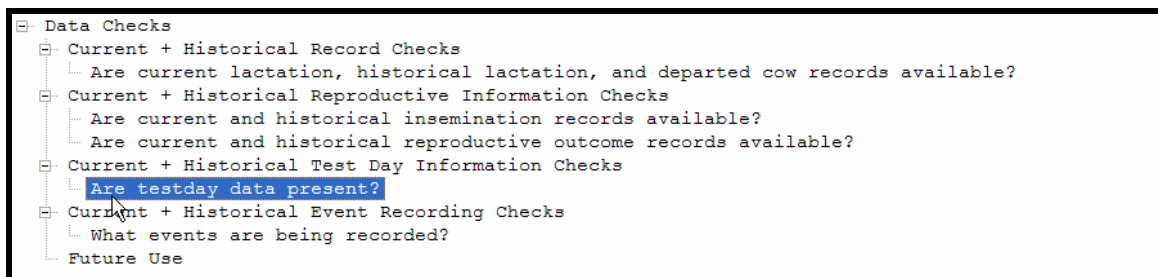 Data Checks
Current + Historical Record Checks
Are current lactation, historical lactation, and departed cow records available?
Current + Historical Reproductive Information Checks
Are current and historical insemination records available?
Are current and historical reproductive outcome records available?
Current + Historical Test Day Information Checks
Are testday data present?
Current + Historical Event Recording Checks
What events are being recorded?
Future Use